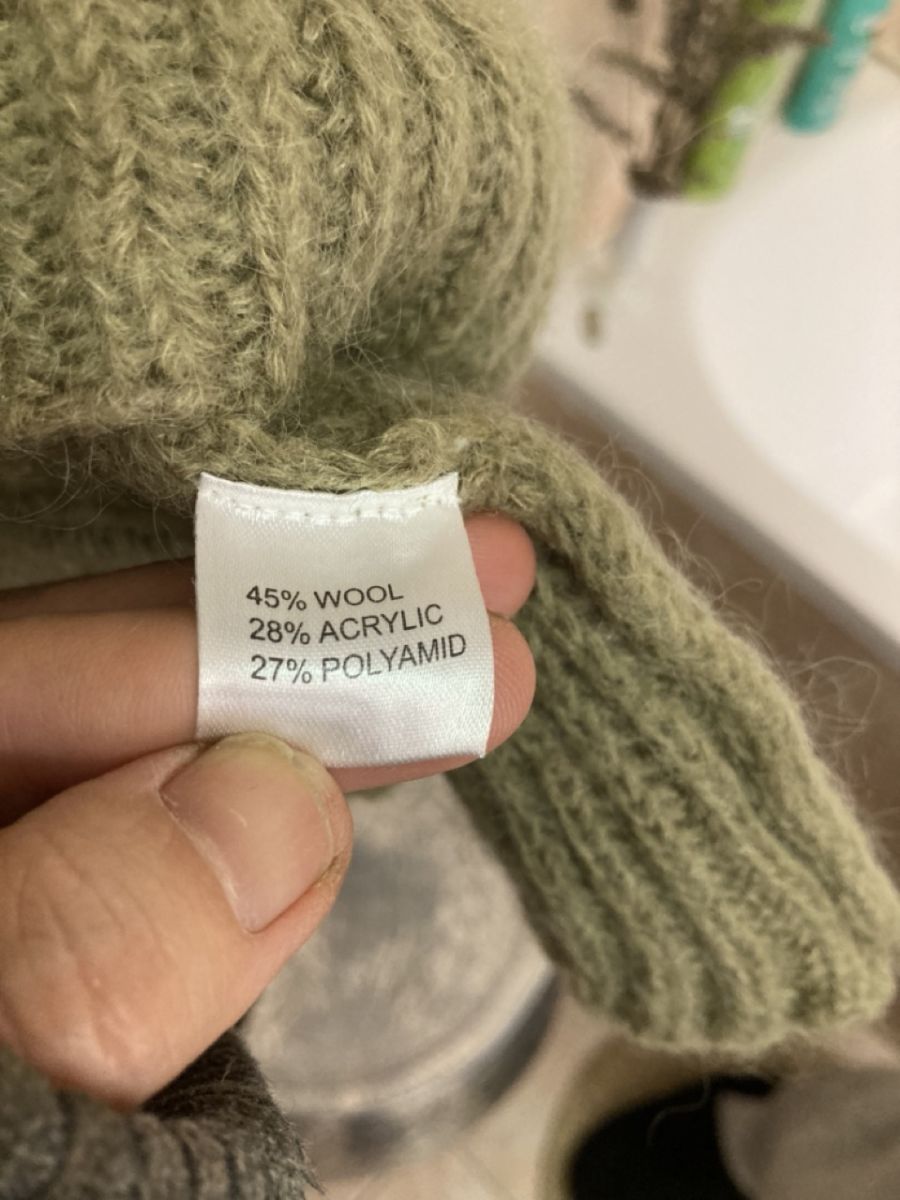 45% WOOL
28% ACRYLIC
27% POLYAMID